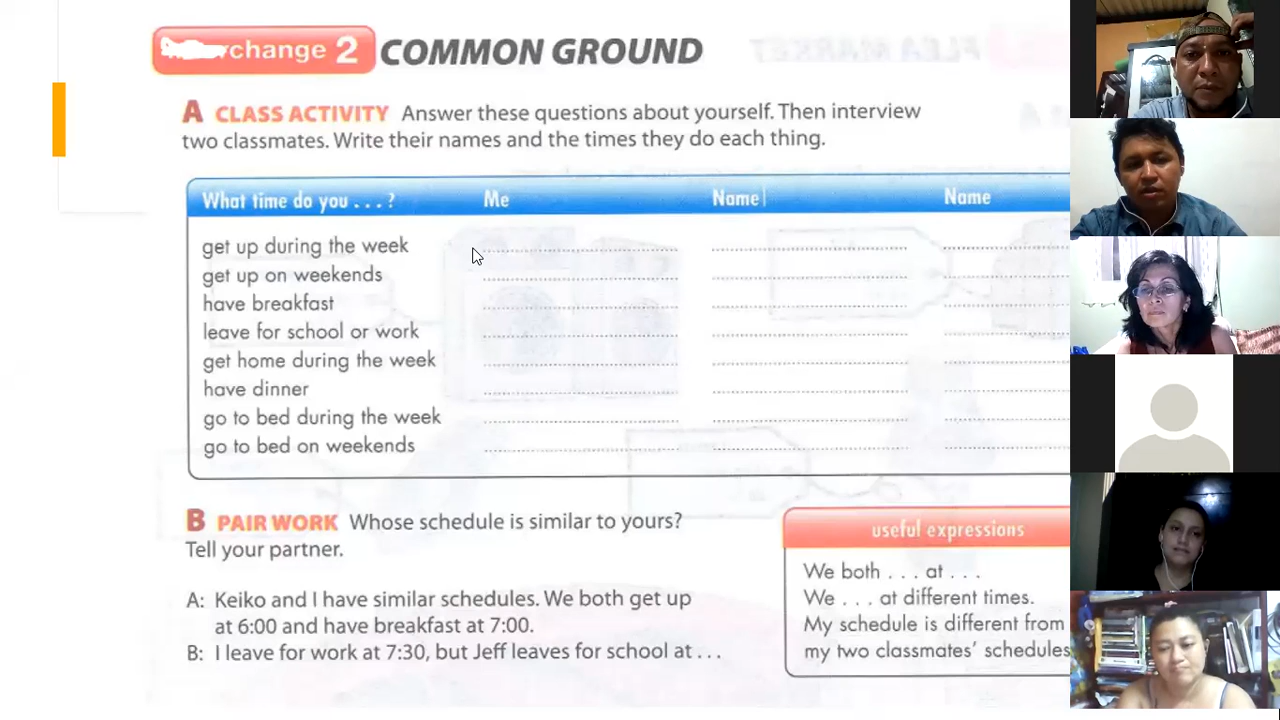 change 2 COMMON GROUND
A CLASS ACTIVITY Answer these questions about yourself. Then interview
two classmates. Write their names and the times they do each thing.
What time do you . . . ? Me Name Name
get up during the week
get up on weekends
have breakfast
leave for school or work
get home during the week
have dinner
go to bed during the week
go to bed on weekends
B PAIR WORK Whose schedule is similar to yours?
Tell your partner.
A: Keiko and I have similar schedules. We both get up
at 6:00 and have breakfast at 7:00.
B: I leave for work at 7:30, but Jeff leaves for school at . . .
useful expressions
We both . . . at . . .
We . . . at different times.
My schedule is different from
my two classmates' schedules